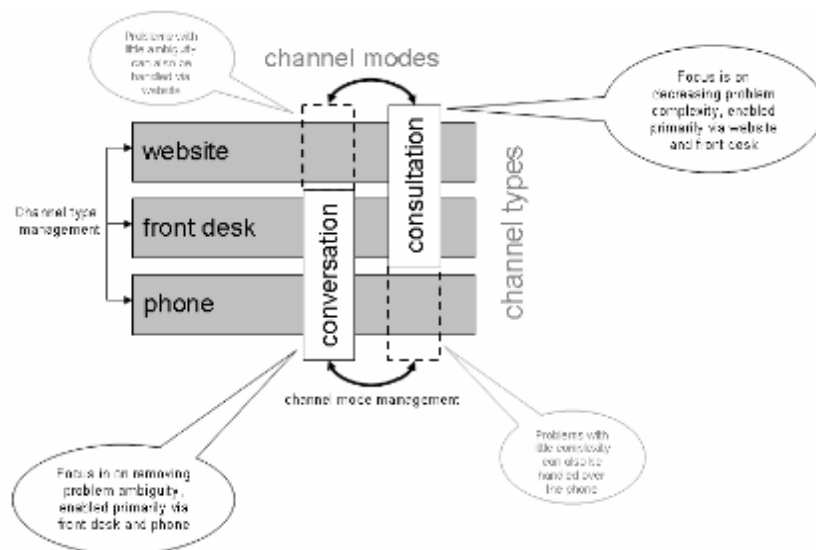 Problems with
little ambiguity
can also be
handled via
website
channel modes
Focus is on
decreasing problem
complexity, enabled
primarily via website
and front desk
website
consultation
channel types
Channel type
management
front desk
conversation
phone
channel mode management
Focus in on removing
problem ambiguity,
enabled primarily via
front desk and phone
Problems with
little complexity
can also be
handled over
the phone